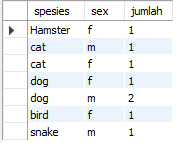 spesies sex jumlah
Hamster f 1
cat m 1
cat f 1
dog f 1
dog m 2
bird f 1
snake m 1